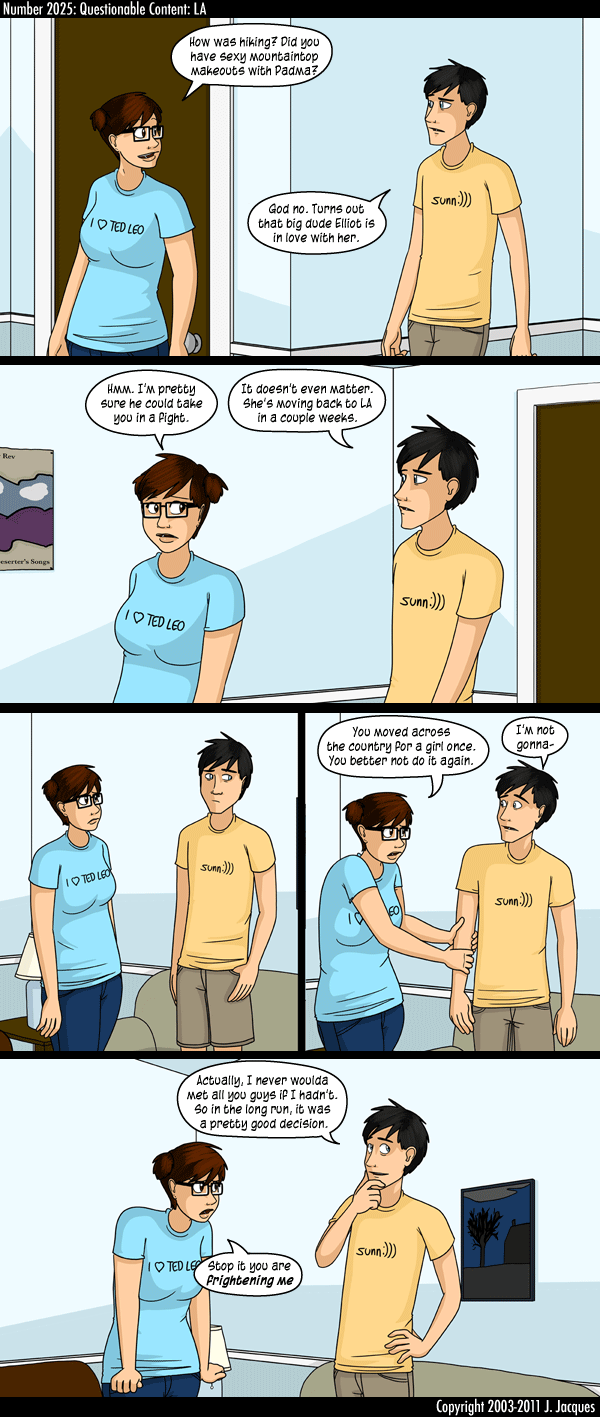 Number 2025: Questionable Content: LA
How was hiking? Did you
have sexy mountaintop
makeouts with Padma?
I ♡ TED LEO
sunn:)))
God no. Turns out
that big dude Elliot is
in love with her.
Hmm. I'm pretty
sure he could take
you in a fight.
It doesn't even matter.
She's moving back to LA
in a couple weeks.
Rev
eserter's Songs
I ♡ TED LEO
sunn:)))
I ♡ TED LEO
sunn:)))
You moved across
the country for a girl once.
You better not do it again.
I'm not
gonna-
I ♡ EO
sunn:)))
Actually, I never woulda
met all you guys if I hadn't.
So in the long run, it was
a pretty good decision.
I ♡ TED LE
sunn:)))
Stop it you are
frightening me
Copyright 2003-2011 J. Jacques